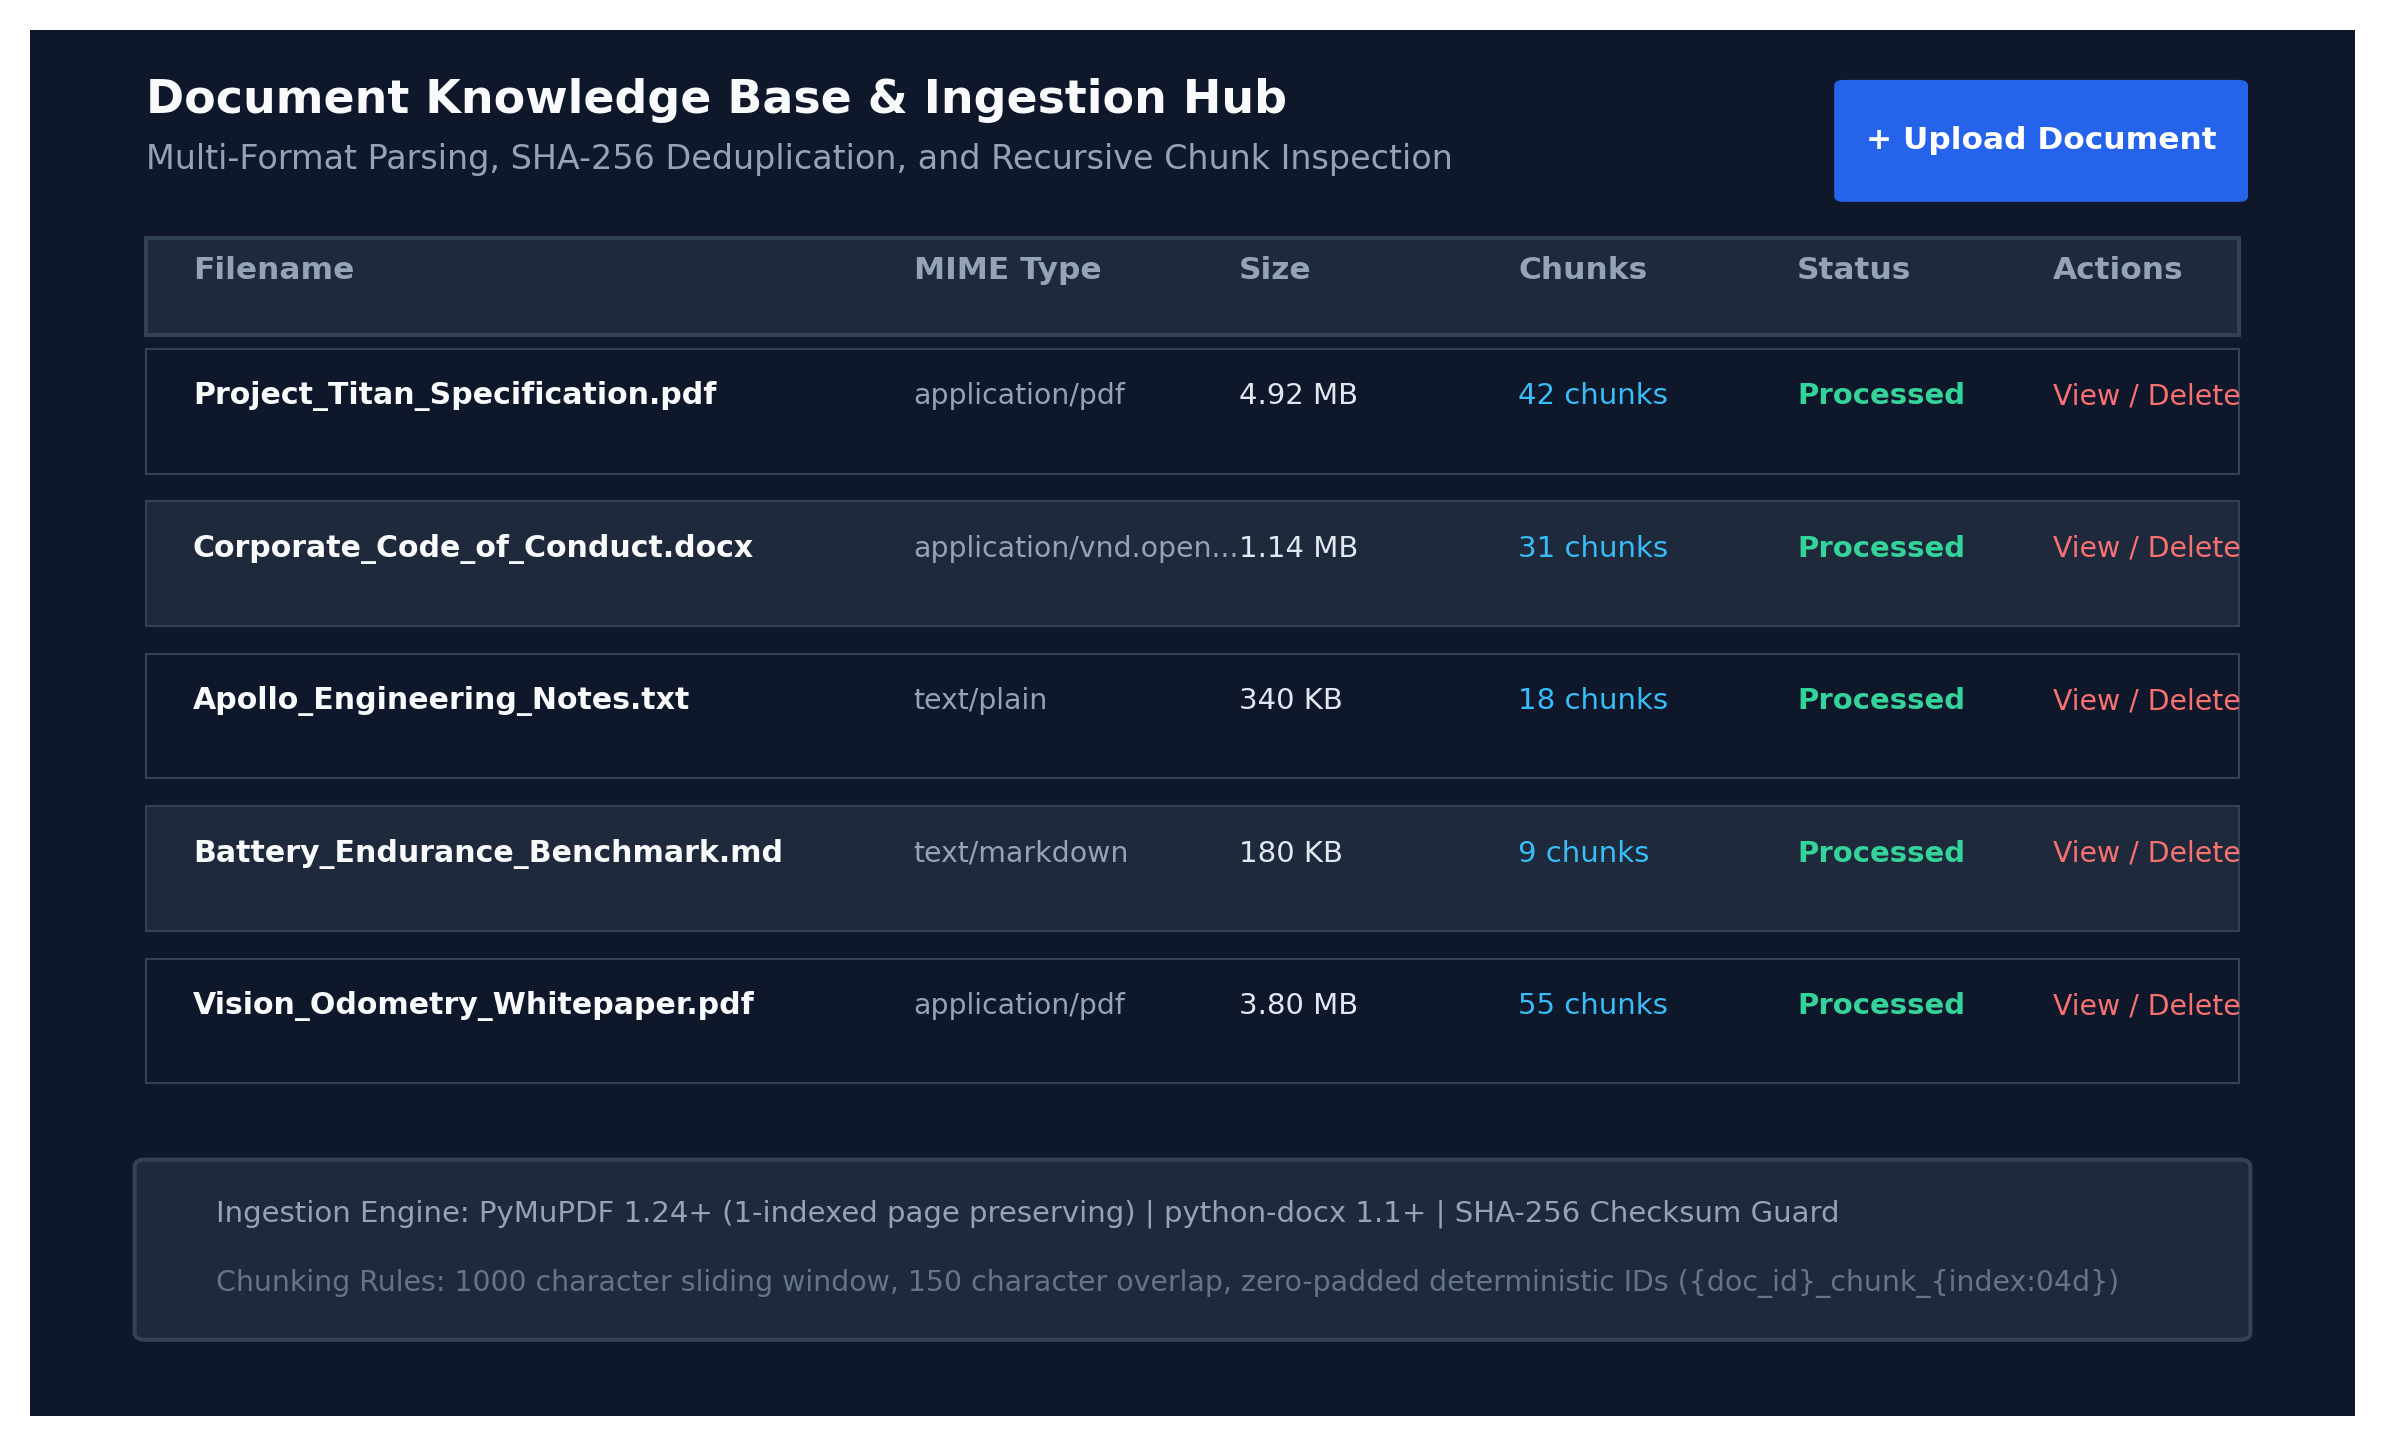 Document Knowledge Base & Ingestion Hub
Multi-Format Parsing, SHA-256 Deduplication, and Recursive Chunk Inspection
+ Upload Document
Filename MIME Type Size Chunks Status Actions
Project_Titan_Specification.pdf application/pdf 4.92 MB 42 chunks Processed View / Delete
Corporate_Code_of_Conduct.docx application/vnd.open... 1.14 MB 31 chunks Processed View / Delete
Apollo_Engineering_Notes.txt text/plain 340 KB 18 chunks Processed View / Delete
Battery_Endurance_Benchmark.md text/markdown 180 KB 9 chunks Processed View / Delete
Vision_Odometry_Whitepaper.pdf application/pdf 3.80 MB 55 chunks Processed View / Delete
Ingestion Engine: PyMuPDF 1.24+ (1-indexed page preserving) | python-docx 1.1+ | SHA-256 Checksum Guard
Chunking Rules: 1000 character sliding window, 150 character overlap, zero-padded deterministic IDs ({doc_id}_chunk_{index:04d})